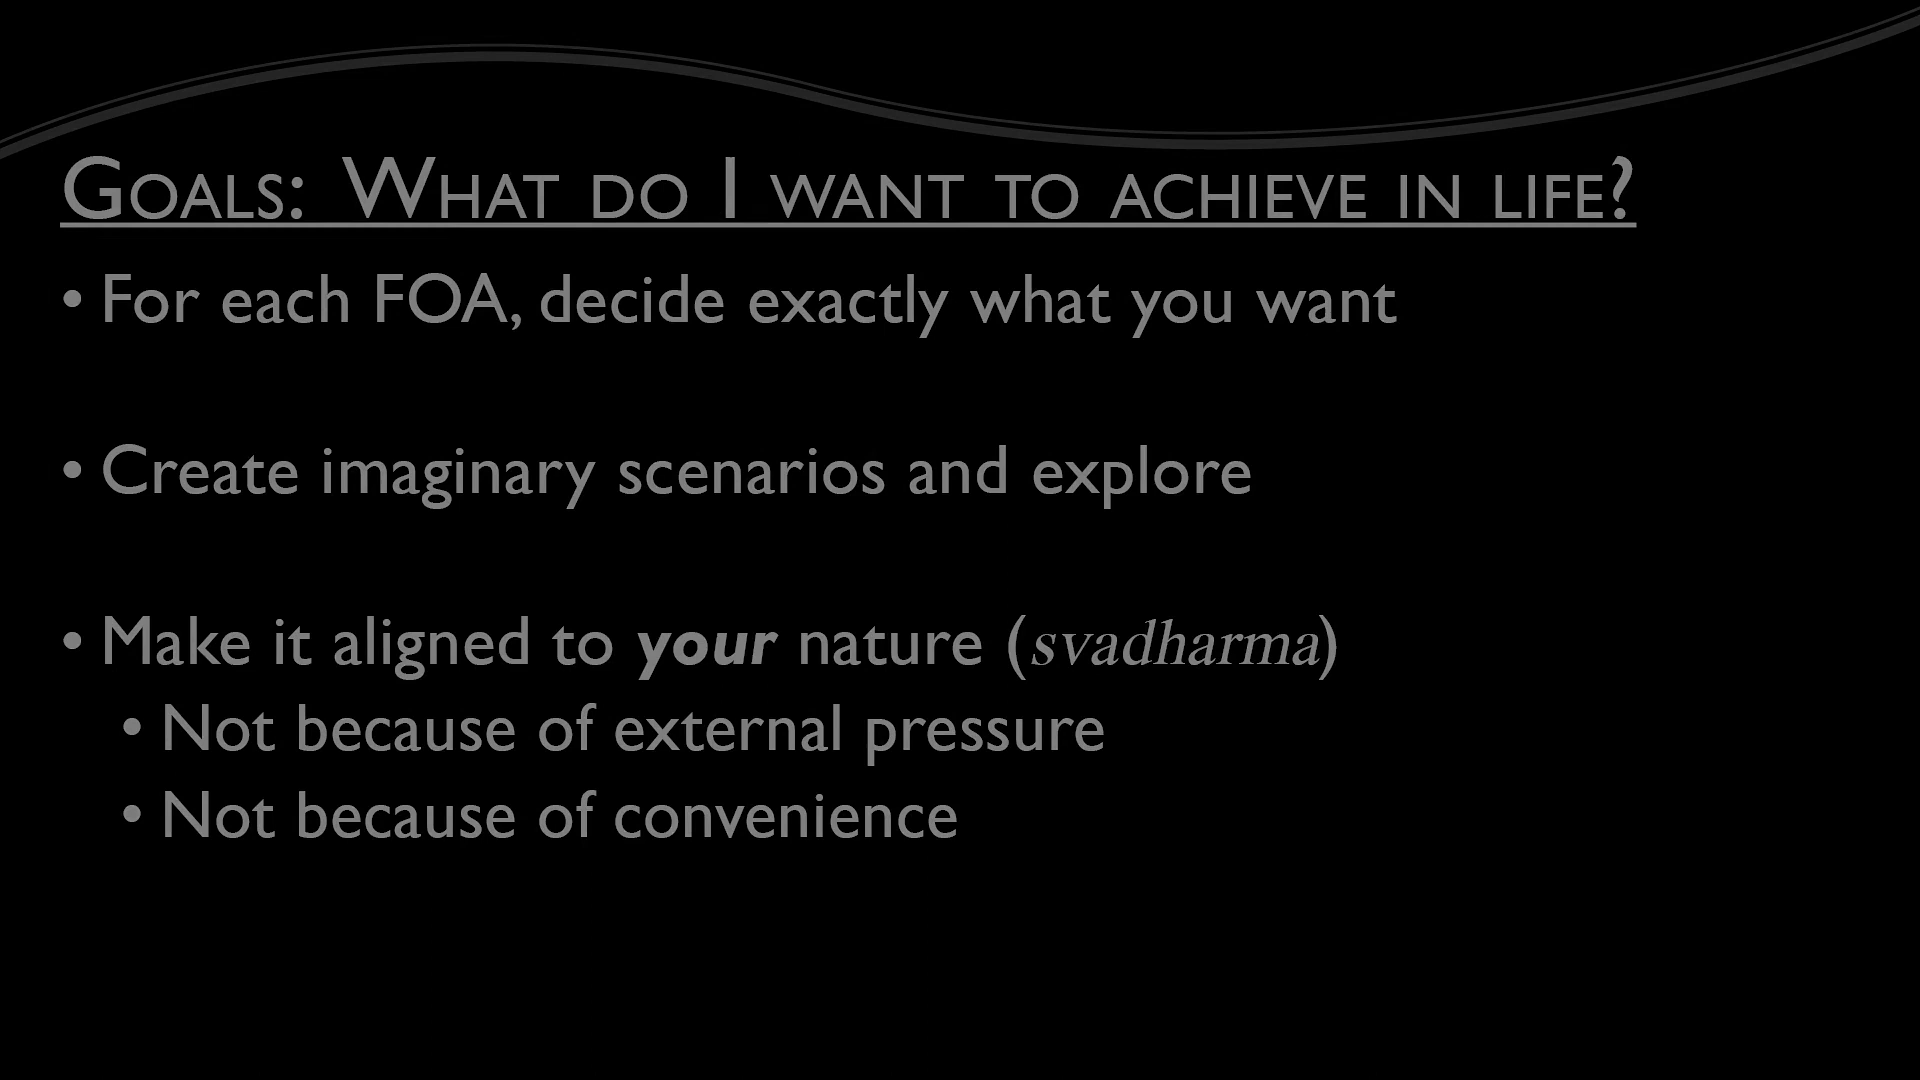 Goals: What do I want to achieve in life?
• For each FOA, decide exactly what you want
• Create imaginary scenarios and explore
• Make it aligned to your nature (svadharma)
• Not because of external pressure
• Not because of convenience